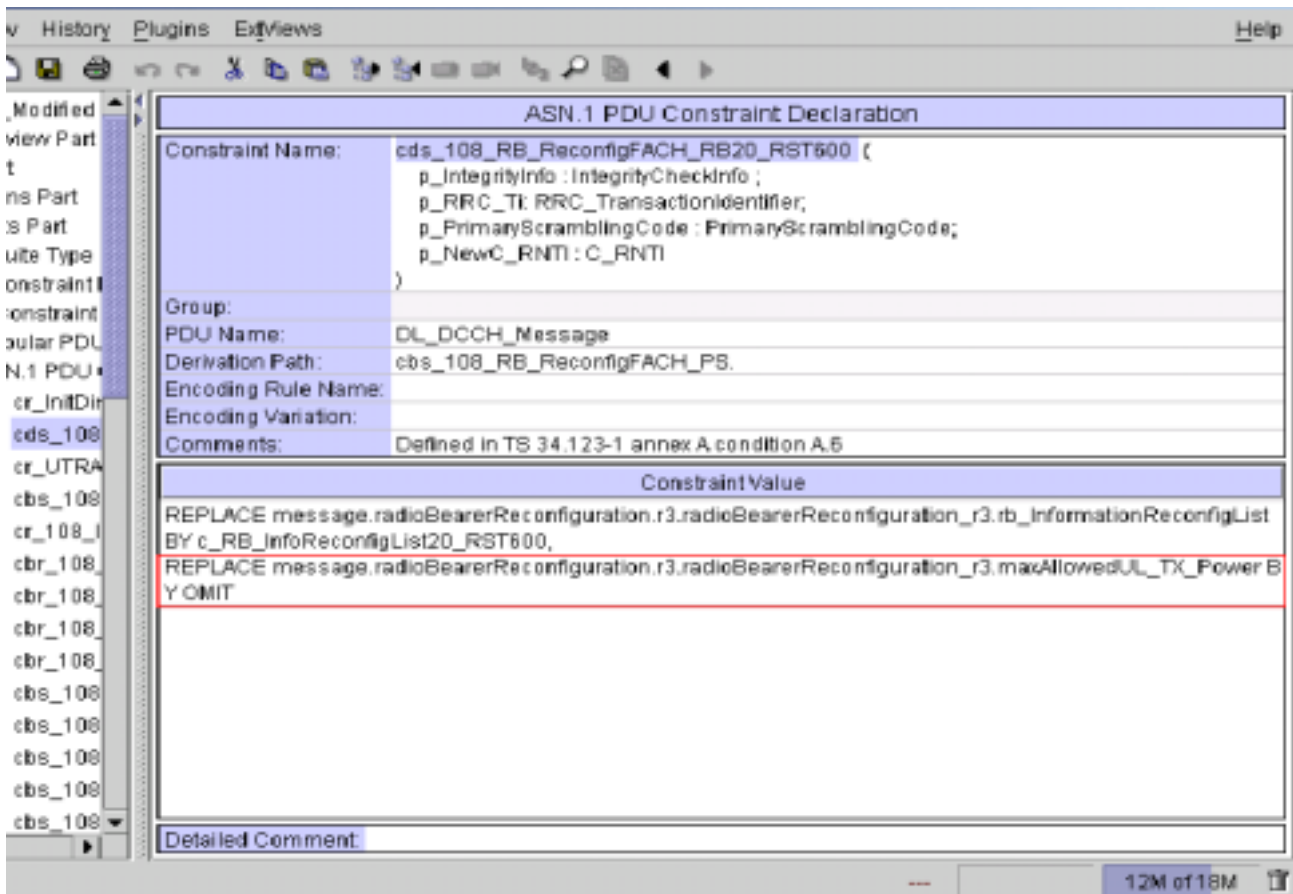 History Plugins ExtViews Help
_Modified
view Part
t
ns Part
s Part
uite Type
onstraint
onstraint
bular PDU
N.1 PDU
cr_InitDir
cds_108
cr_UTRA
cbs_108
cr_108_I
cbr_108_
cbr_108_
cbr_108_
cbr_108_
cbs_108
cbs_108
cbs_108
cbs_108
cbs_108
ASN.1 PDU Constraint Declaration
Constraint Name: cds_108_RB_ReconfigFACH_RB20_RST600 (
p_IntegrityInfo : IntegrityCheckInfo ;
p_RRC_TI: RRC_TransactionIdentifier;
p_PrimaryScramblingCode : PrimaryScramblingCode;
p_NewC_RNTI : C_RNTI
)
Group:
PDU Name: DL_DCCH_Message
Derivation Path: cbs_108_RB_ReconfigFACH_PS.
Encoding Rule Name:
Encoding Variation:
Comments: Defined in TS 34.123-1 annex A.condition A.6
Constraint Value
REPLACE message.radioBearerReconfiguration.r3.radioBearerReconfiguration_r3.rb_InformationReconfigList
BY c_RB_InfoReconfigList20_RST600,
REPLACE message.radioBearerReconfiguration.r3.radioBearerReconfiguration_r3.maxAllowedUL_TX_Power B
Y OMIT
Detailed Comment:
--- 12M of 18M